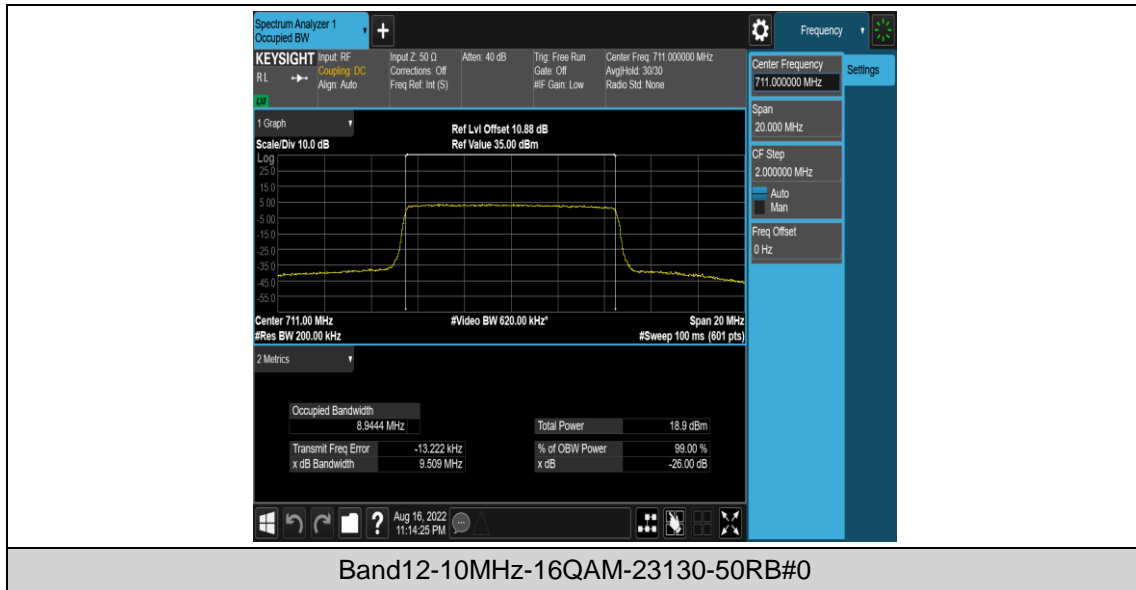 Spectrum Analyzer 1
Occupied BW
+
Frequency
KEYSIGHT
RL
LXI
Input: RF
Coupling: DC
Align: Auto
Input Z: 50 Ω
Corrections: Off
Freq Ref: Int (S)
Atten: 40 dB
Trig: Free Run
Gate: Off
#IF Gain: Low
Center Freq: 711.000000 MHz
Avg|Hold: 30/30
Radio Std: None
Center Frequency
711.000000 MHz
Settings
Span
20.000 MHz
CF Step
2.000000 MHz
Auto
Man
Freq Offset
0 Hz
1 Graph
Scale/Div 10.0 dB
Ref Lvl Offset 10.88 dB
Ref Value 35.00 dBm
Log
25.0
15.0
5.00
-5.00
-15.0
-25.0
-35.0
-45.0
-55.0
Center 711.00 MHz
#Video BW 620.00 kHz*
Span 20 MHz
#Res BW 200.00 kHz
#Sweep 100 ms (601 pts)
2 Metrics
Occupied Bandwidth
8.9444 MHz
Total Power 18.9 dBm
Transmit Freq Error -13.222 kHz
% of OBW Power 99.00 %
x dB Bandwidth 9.509 MHz
x dB -26.00 dB
?
Aug 16, 2022
11:14:25 PM
Band12-10MHz-16QAM-23130-50RB#0